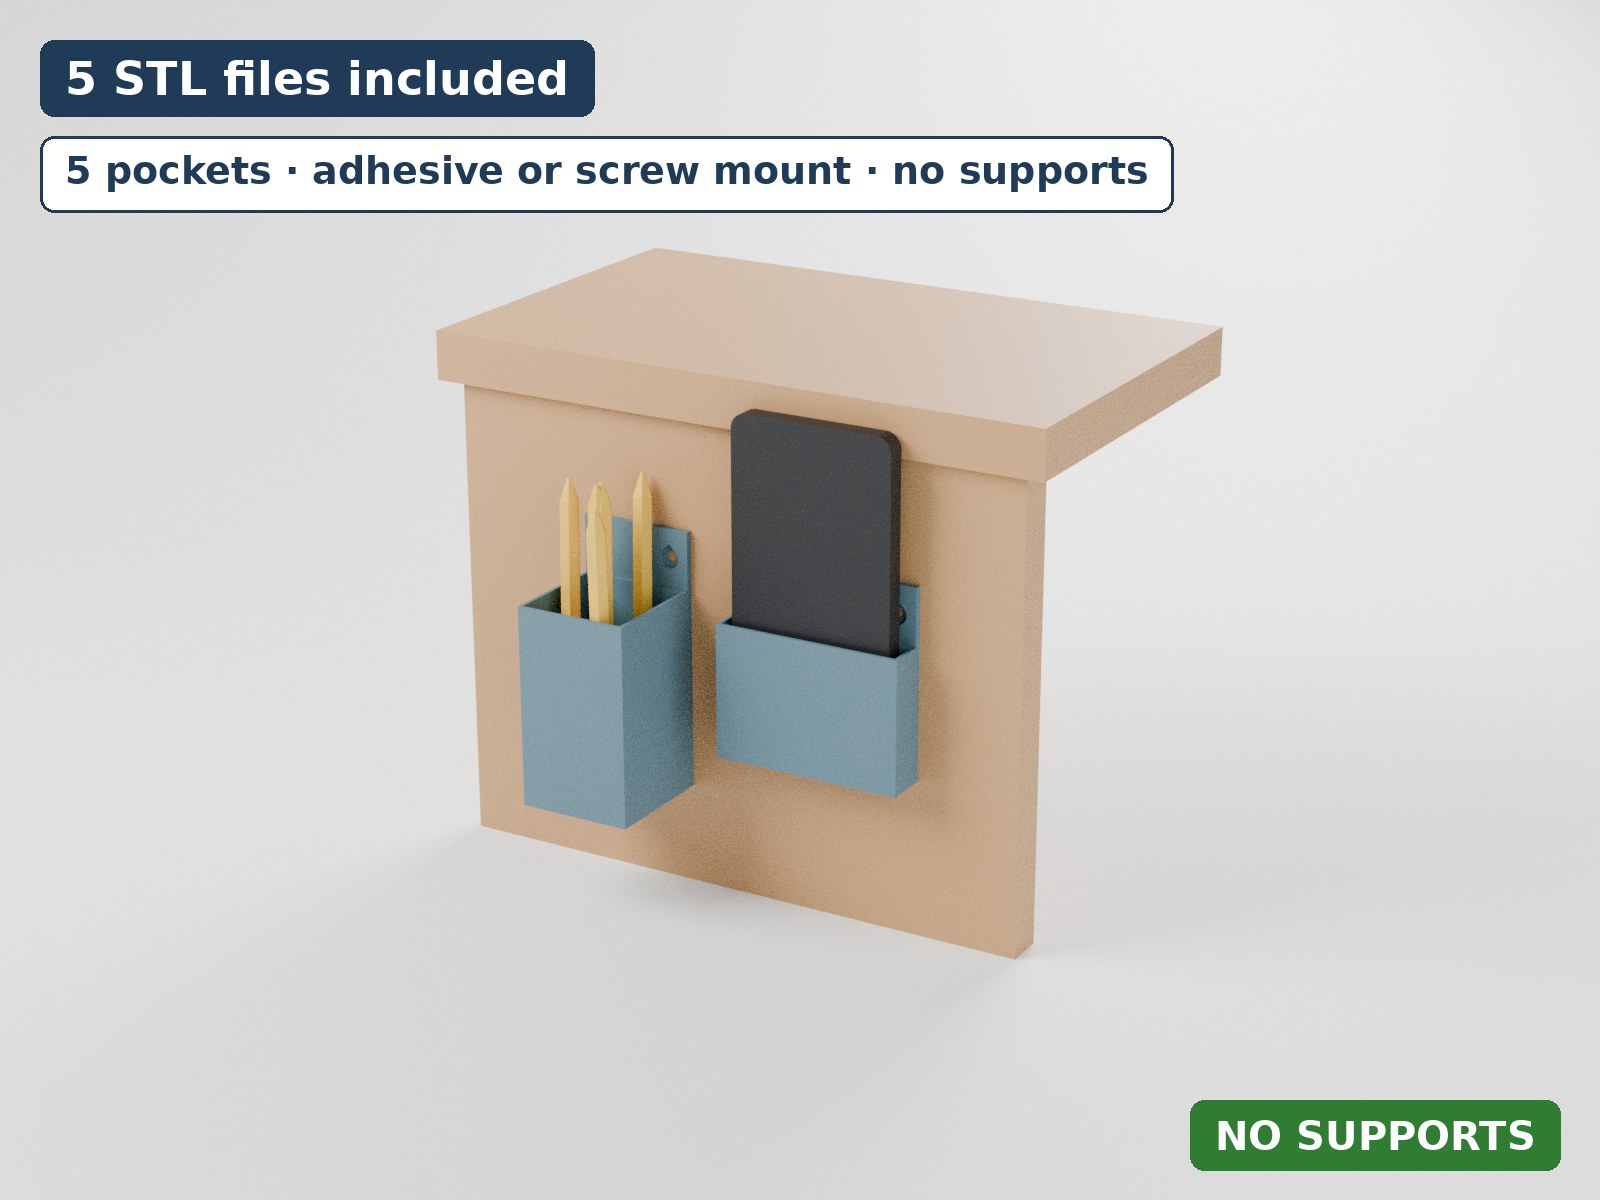 5 STL files included
5 pockets · adhesive or screw mount · no supports
NO SUPPORTS